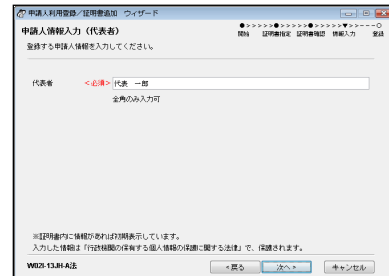 申請人利用登録／証明書追加 ウィザード
申請人情報入力（代表者）
●>>>>>●>>>>>●>>>>>▼>>----○
開始 証明書指定 証明書確認 情報入力 登録
登録する申請人情報を入力してください。
代表者 <必須> 代表 一郎
全角のみ入力可
※証明書内に情報があれば初期表示しています。
入力した情報は「行政機関の保有する個人情報の保護に関する法律」で、保護されます。
W02I-13JH-A法 <戻る 次へ> キャンセル